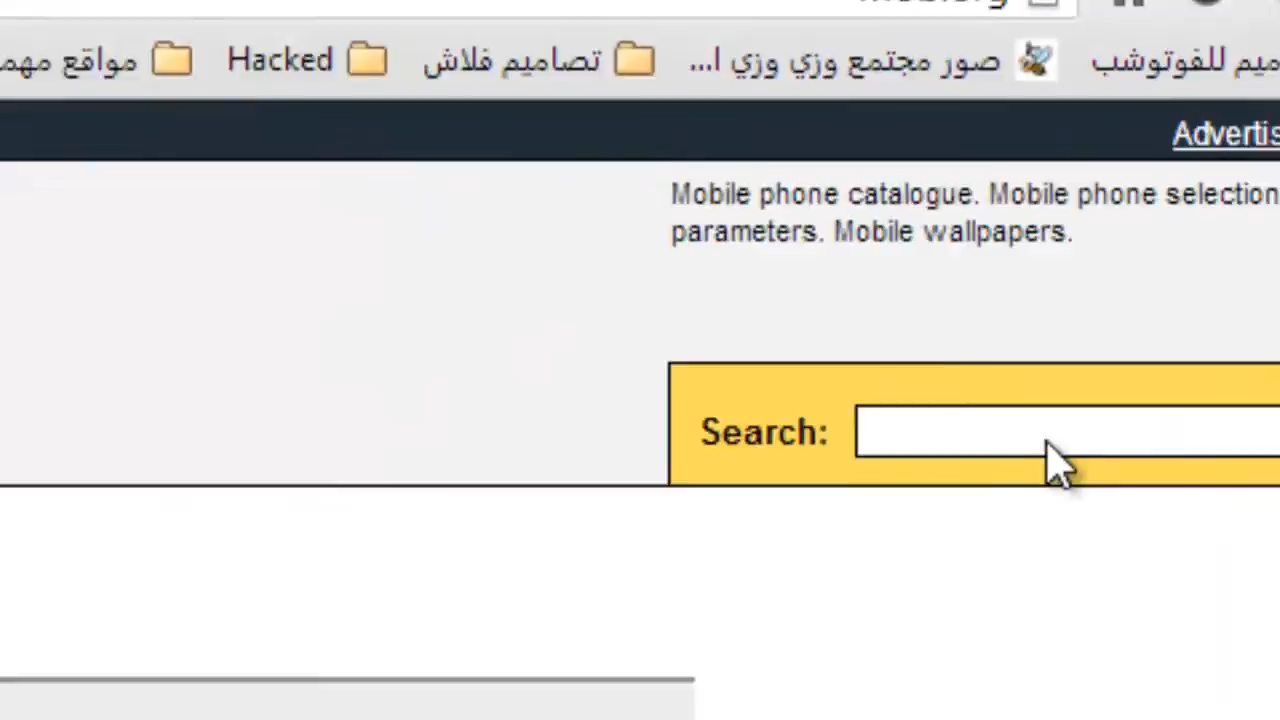 ميم للفوتوشب صور مجتمع وزي وزي ا... تصاميم فلاش Hacked مواقع مهم
Advertis
Mobile phone catalogue. Mobile phone selection
parameters. Mobile wallpapers.
Search: